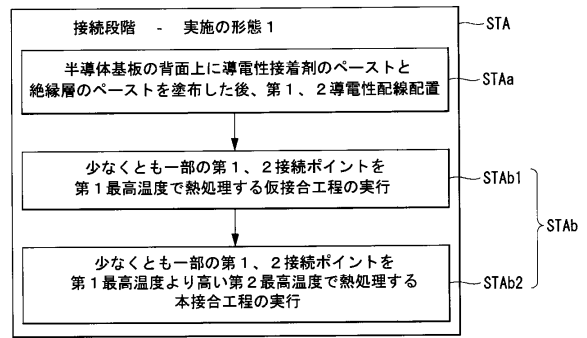 接続段階 - 実施の形態1
STA
半導体基板の背面上に導電性接着剤のペーストと
絶縁層のペーストを塗布した後、第1、2導電性配線配置
STAa
少なくとも一部の第1、2接続ポイントを
第1最高温度で熱処理する仮接合工程の実行
STAb1
STAb
少なくとも一部の第1、2接続ポイントを
第1最高温度より高い第2最高温度で熱処理する
本接合工程の実行
STAb2